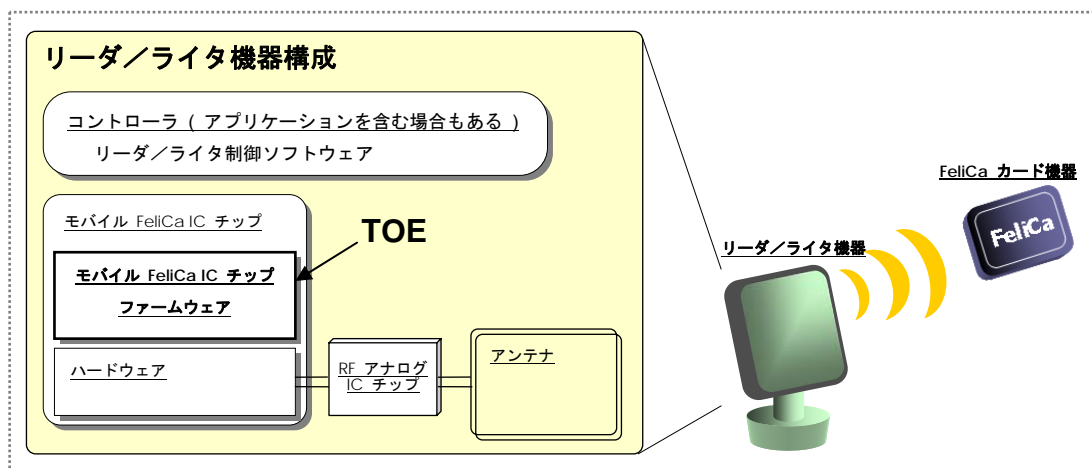 リーダ／ライタ機器構成
コントローラ ( アプリケーションを含む場合もある )
リーダ／ライタ制御ソフトウェア
モバイル FeliCa IC チップ
TOE
モバイル FeliCa IC チップ
ファームウェア
ハードウェア
RF アナログ
IC チップ
アンテナ
リーダ／ライタ機器
FeliCa カード機器
FeliCa